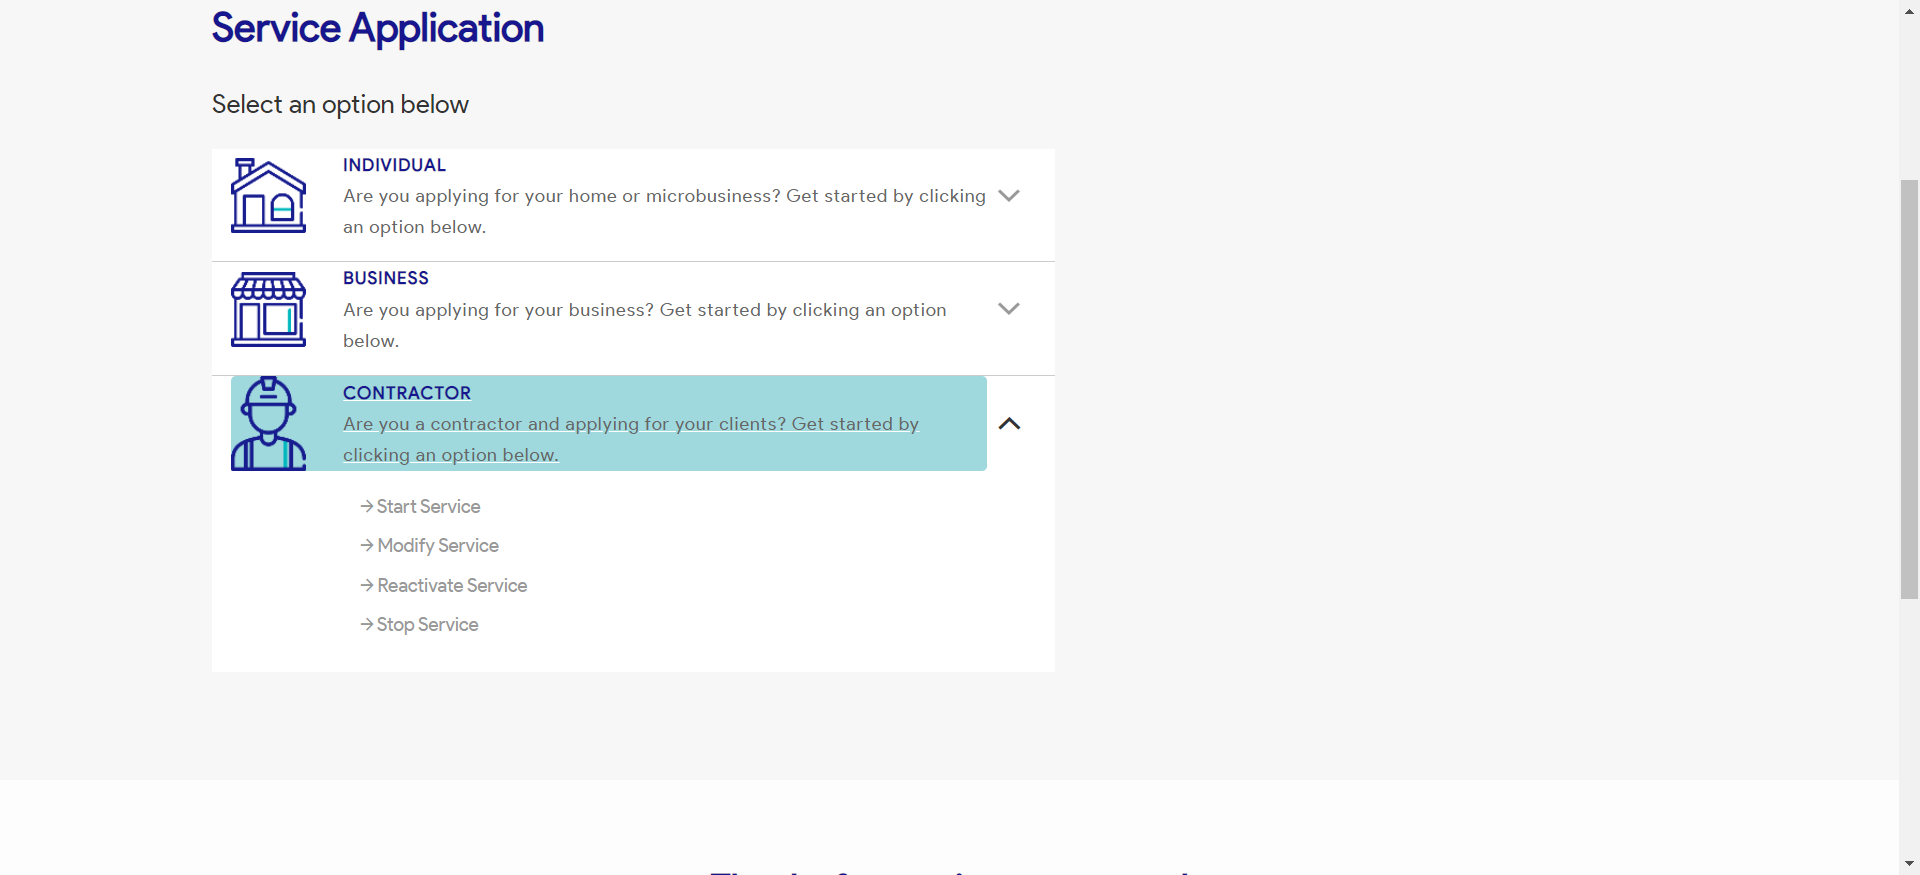 Service Application
Select an option below
INDIVIDUAL
Are you applying for your home or microbusiness? Get started by clicking
an option below.
BUSINESS
Are you applying for your business? Get started by clicking an option
below.
CONTRACTOR
Are you a contractor and applying for your clients? Get started by
clicking an option below.
→ Start Service
→ Modify Service
→ Reactivate Service
→ Stop Service